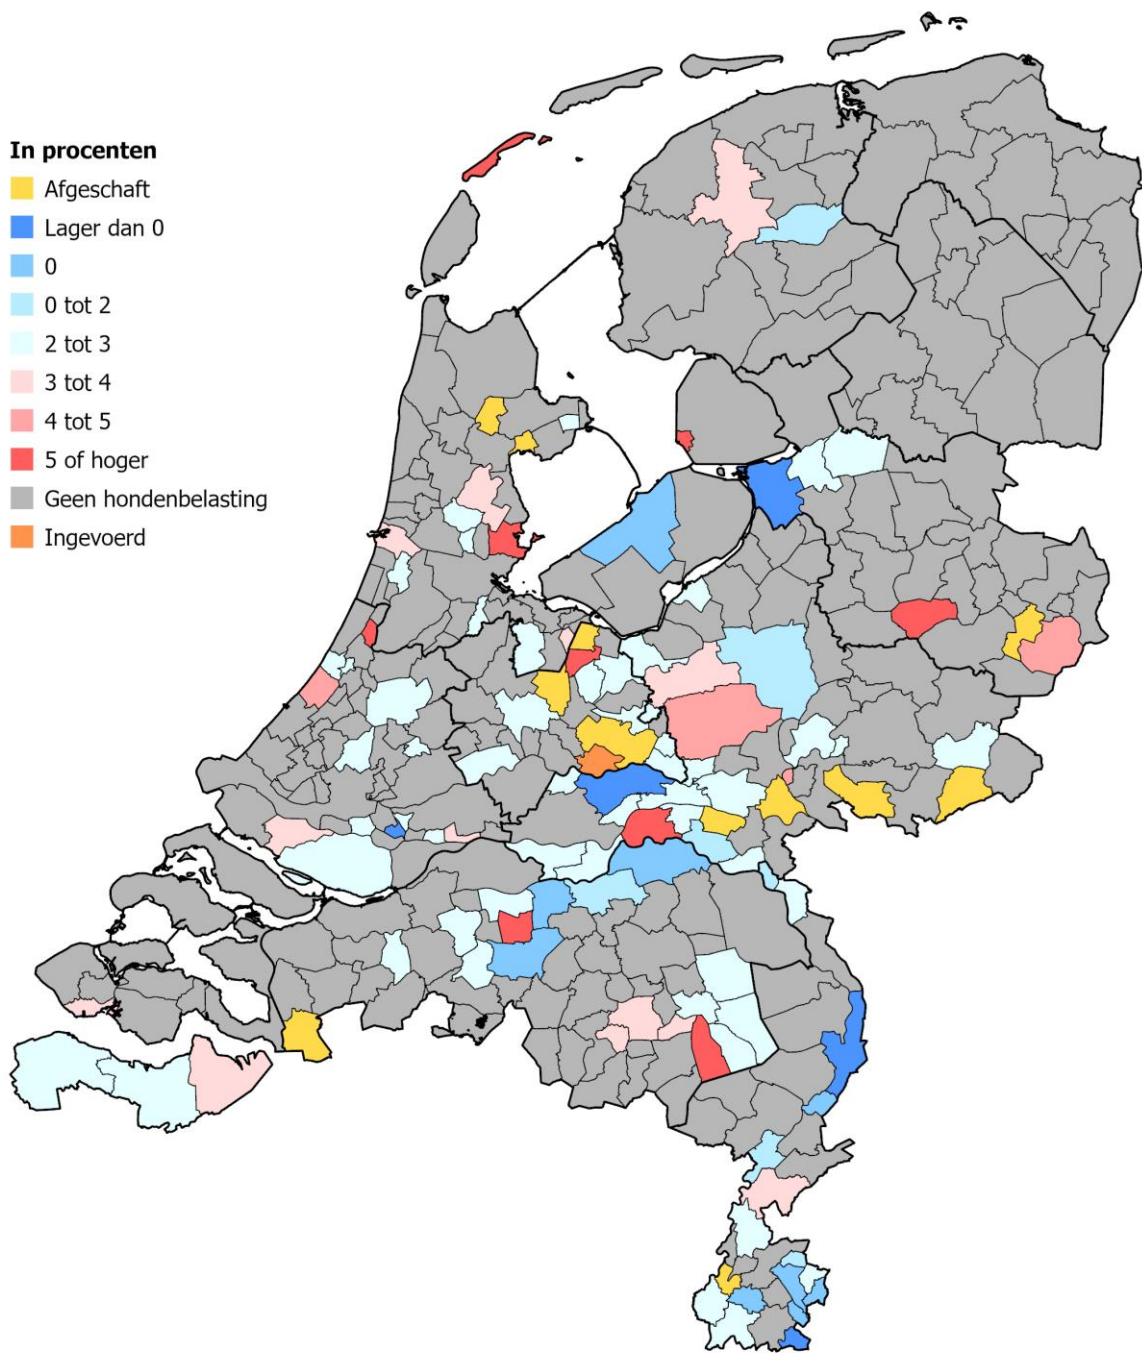 In procenten
Afgeschaft
Lager dan 0
0
0 tot 2
2 tot 3
3 tot 4
4 tot 5
5 of hoger
Geen hondenbelasting
Ingevoerd